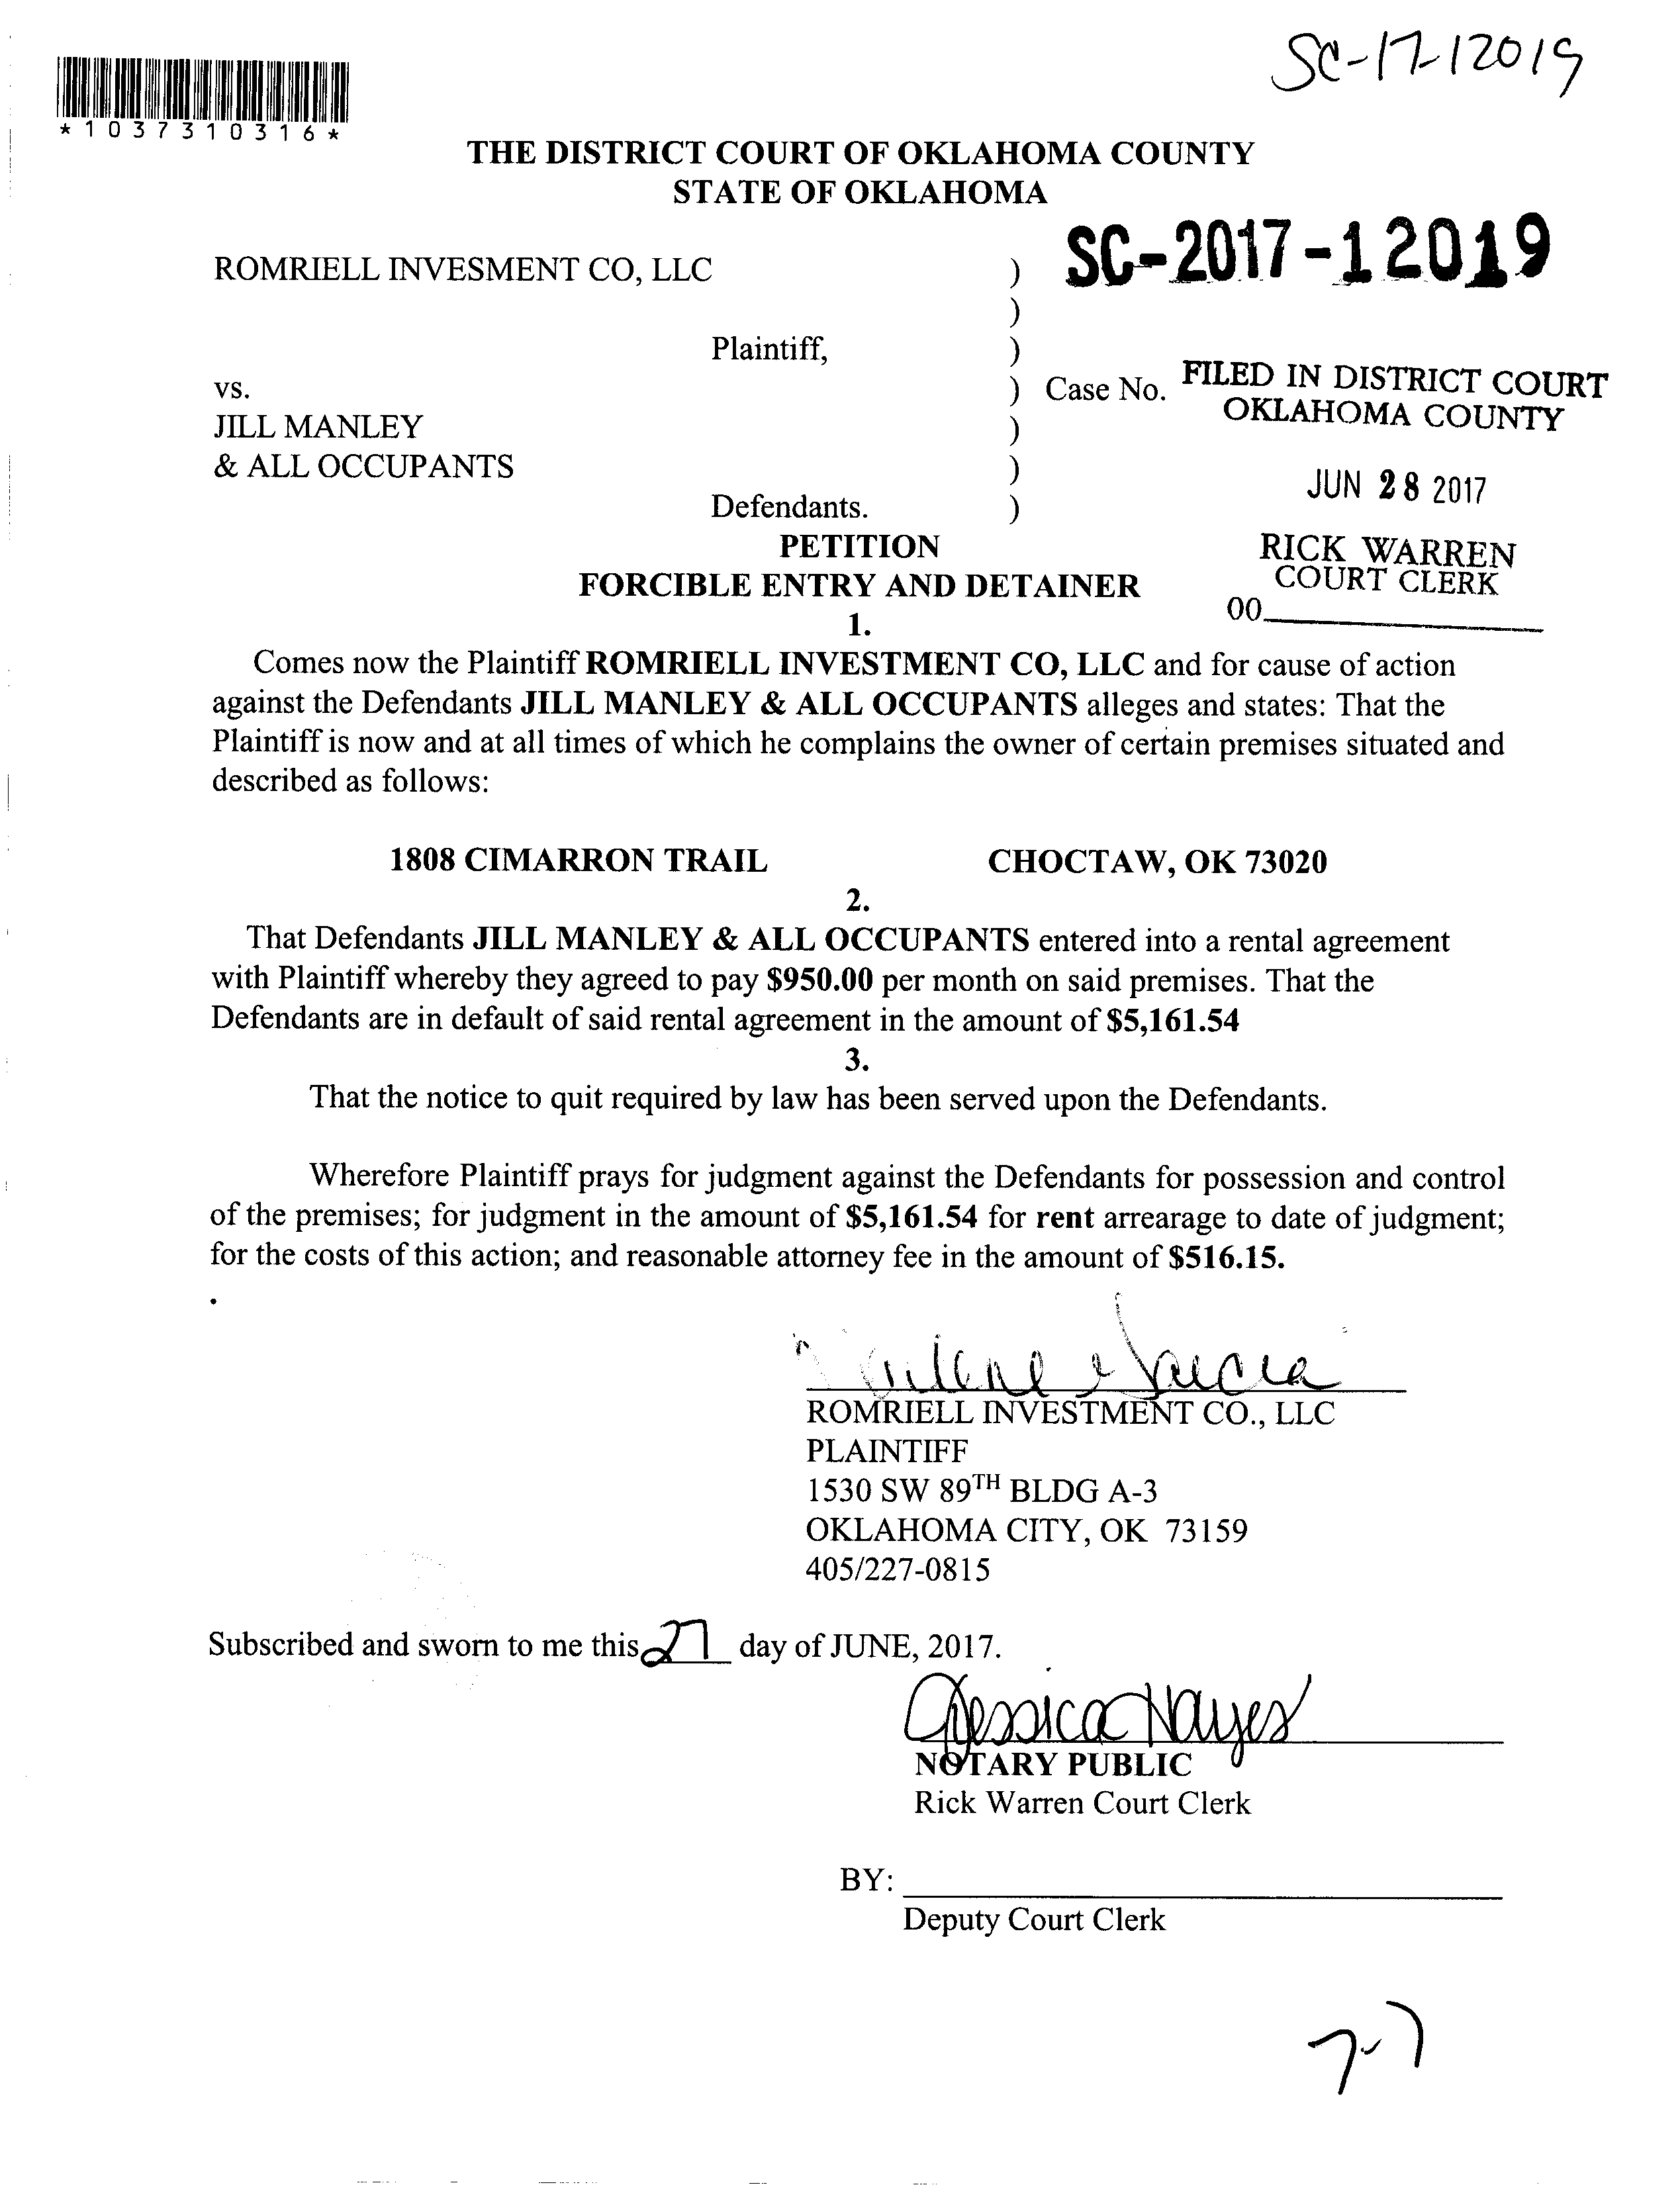 SC-17-12019
*1037310316*
THE DISTRICT COURT OF OKLAHOMA COUNTY
STATE OF OKLAHOMA
SC-2017-12019
ROMRIELL INVESMENT CO, LLC )
)
Plaintiff, )
vs. ) Case No. FILED IN DISTRICT COURT
OKLAHOMA COUNTY
JILL MANLEY )
& ALL OCCUPANTS )
JUN 28 2017
Defendants. )
PETITION
RICK WARREN
COURT CLERK
FORCIBLE ENTRY AND DETAINER
00
1.
Comes now the Plaintiff ROMRIELL INVESTMENT CO, LLC and for cause of action
against the Defendants JILL MANLEY & ALL OCCUPANTS alleges and states: That the
Plaintiff is now and at all times of which he complains the owner of certain premises situated and
described as follows:
1808 CIMARRON TRAIL CHOCTAW, OK 73020
2.
That Defendants JILL MANLEY & ALL OCCUPANTS entered into a rental agreement
with Plaintiff whereby they agreed to pay $950.00 per month on said premises. That the
Defendants are in default of said rental agreement in the amount of $5,161.54
3.
That the notice to quit required by law has been served upon the Defendants.
Wherefore Plaintiff prays for judgment against the Defendants for possession and control
of the premises; for judgment in the amount of $5,161.54 for rent arrearage to date of judgment;
for the costs of this action; and reasonable attorney fee in the amount of $516.15.
.
Garcia
ROMRIELL INVESTMENT CO., LLC
PLAINTIFF
1530 SW 89TH BLDG A-3
OKLAHOMA CITY, OK 73159
405/227-0815
Subscribed and sworn to me this 27 day of JUNE, 2017.
Jessica Hayes
NOTARY PUBLIC
Rick Warren Court Clerk
BY:
Deputy Court Clerk
7-7